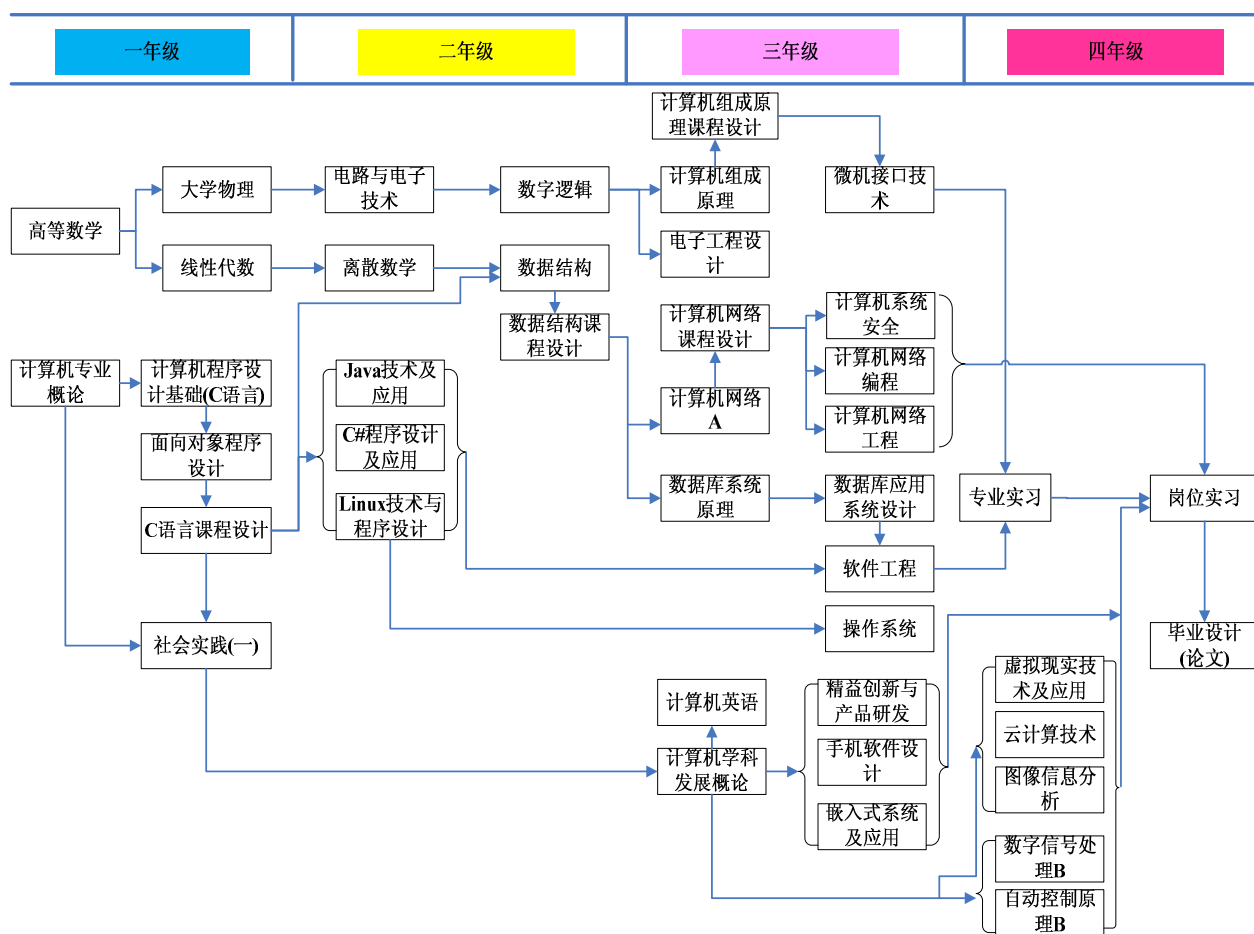 一年级
二年级
三年级
四年级
计算机组成原
理课程设计
大学物理
电路与电子
技术
数字逻辑
计算机组成
原理
微机接口技
术
高等数学
电子工程设
计
线性代数
离散数学
数据结构
数据结构课
程设计
计算机网络
课程设计
计算机系统
安全
计算机网络
编程
计算机网络
工程
计算机专业
概论
计算机程序设
计基础(C语言)
Java技术及
应用
计算机网络
A
面向对象程序
设计
C#程序设计
及应用
C语言课程设计
Linux技术与
程序设计
数据库系统
原理
数据库应用
系统设计
专业实习
岗位实习
软件工程
操作系统
社会实践(一)
毕业设计
(论文)
计算机英语
精益创新与
产品研发
虚拟现实技
术及应用
计算机学科
发展概论
手机软件设
计
云计算技术
嵌入式系统
及应用
图像信息分
析
数字信号处
理B
自动控制原
理B